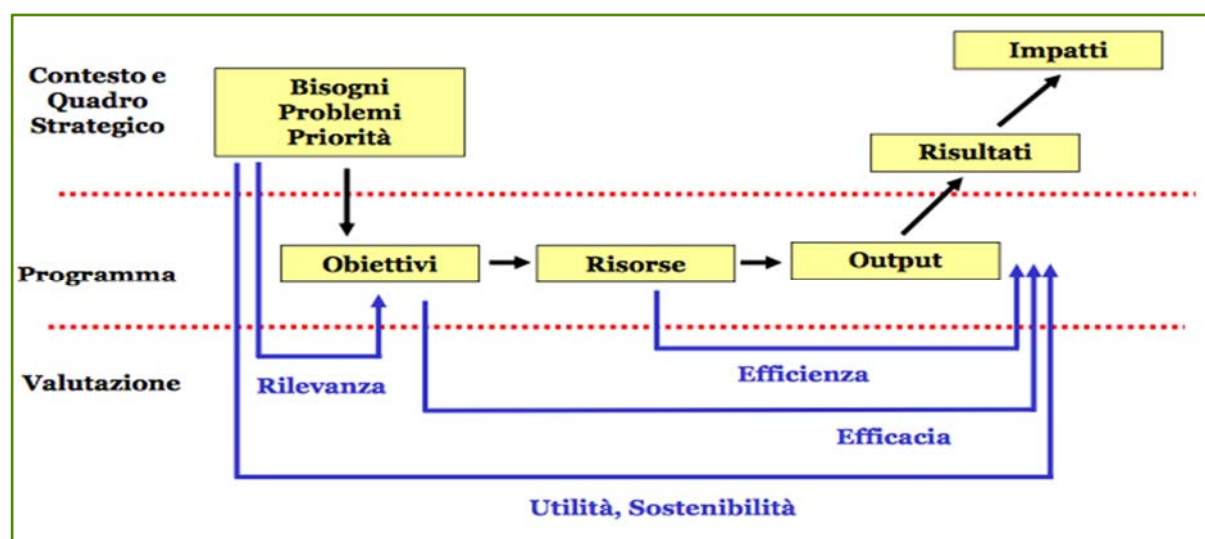 Contesto e
Quadro
Strategico
Bisogni
Problemi
Priorità
Impatti
Risultati
Programma
Obiettivi
Risorse
Output
Valutazione
Rilevanza
Efficienza
Efficacia
Utilità, Sostenibilità